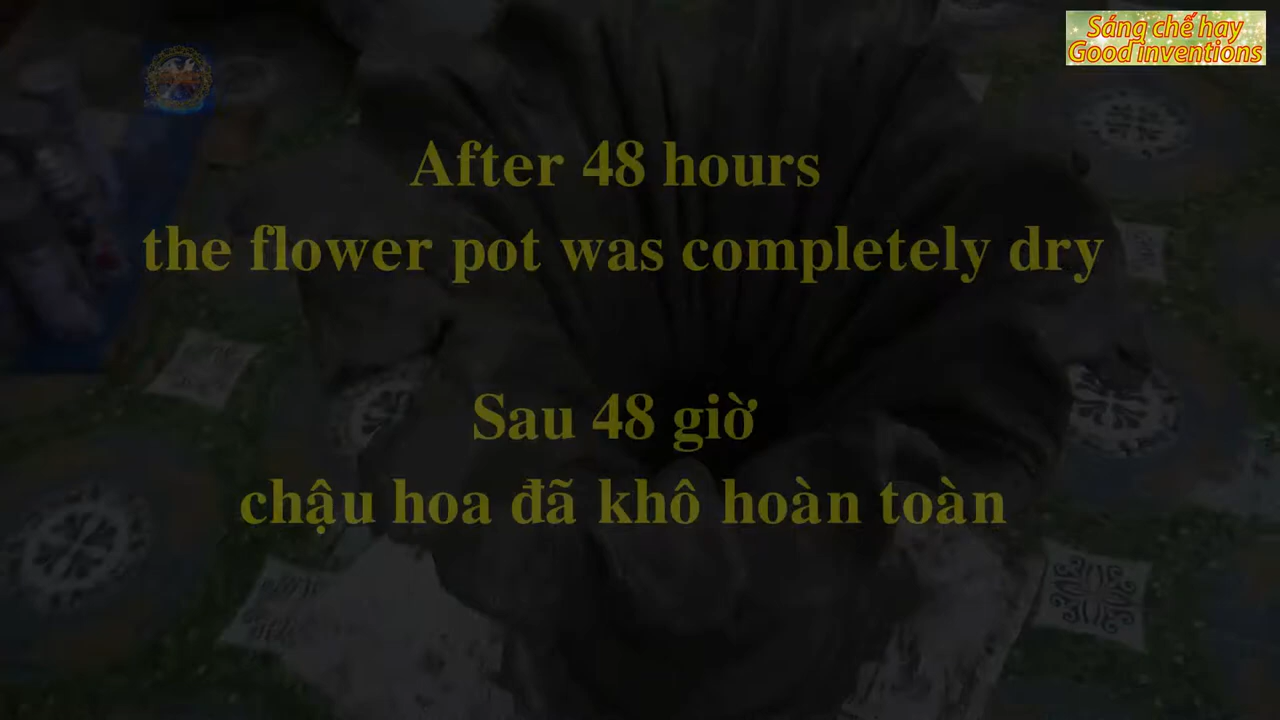 Sáng chế hay
Good inventions
After 48 hours
the flower pot was completely dry
Sau 48 giờ
chậu hoa đã khô hoàn toàn